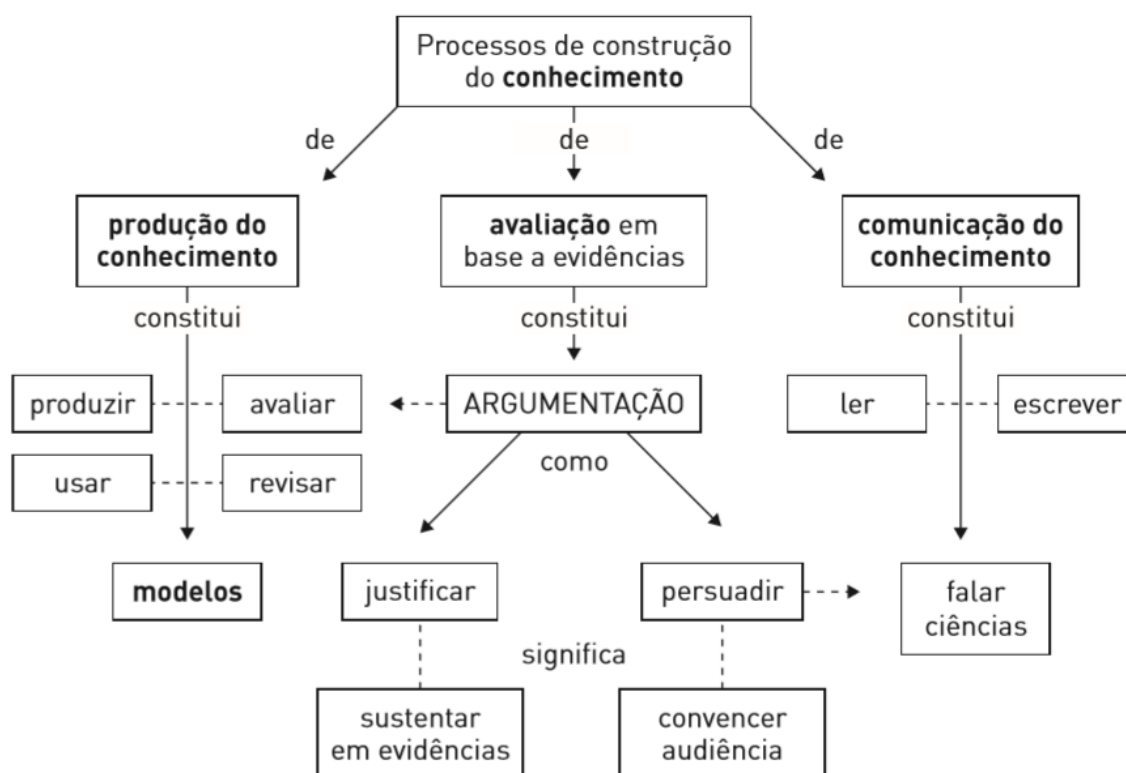 Processos de construção
do conhecimento
de
de
de
produção do
conhecimento
avaliação em
base a evidências
comunicação do
conhecimento
constitui
constitui
constitui
produzir
avaliar
ARGUMENTAÇÃO
ler
escrever
usar
revisar
como
modelos
justificar
persuadir
falar
ciências
significa
sustentar
em evidências
convencer
audiência